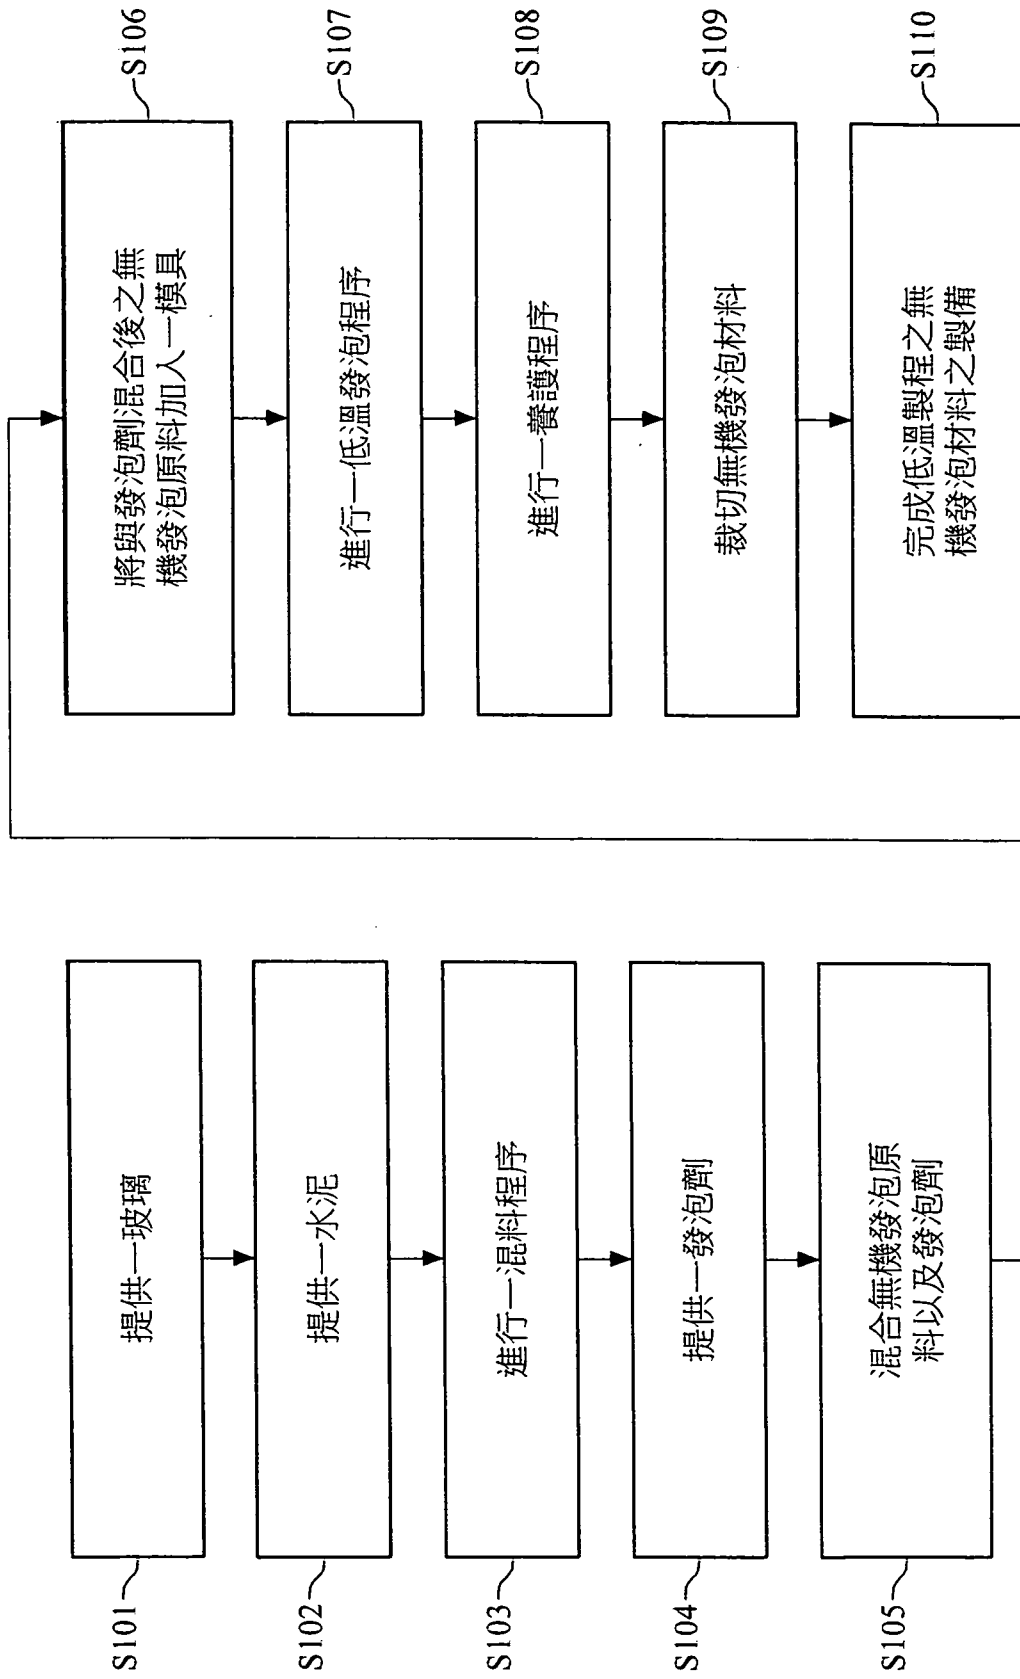 S101
提供一玻璃
S102
提供一水泥
S103
進行一混料程序
S104
提供一發泡劑
S105
混合無機發泡原
料以及發泡劑
S106
將與發泡劑混合後之無
機發泡原料加入一模具
S107
進行一低溫發泡程序
S108
進行一養護程序
S109
裁切無機發泡材料
S110
完成低溫製程之無
機發泡材料之製備